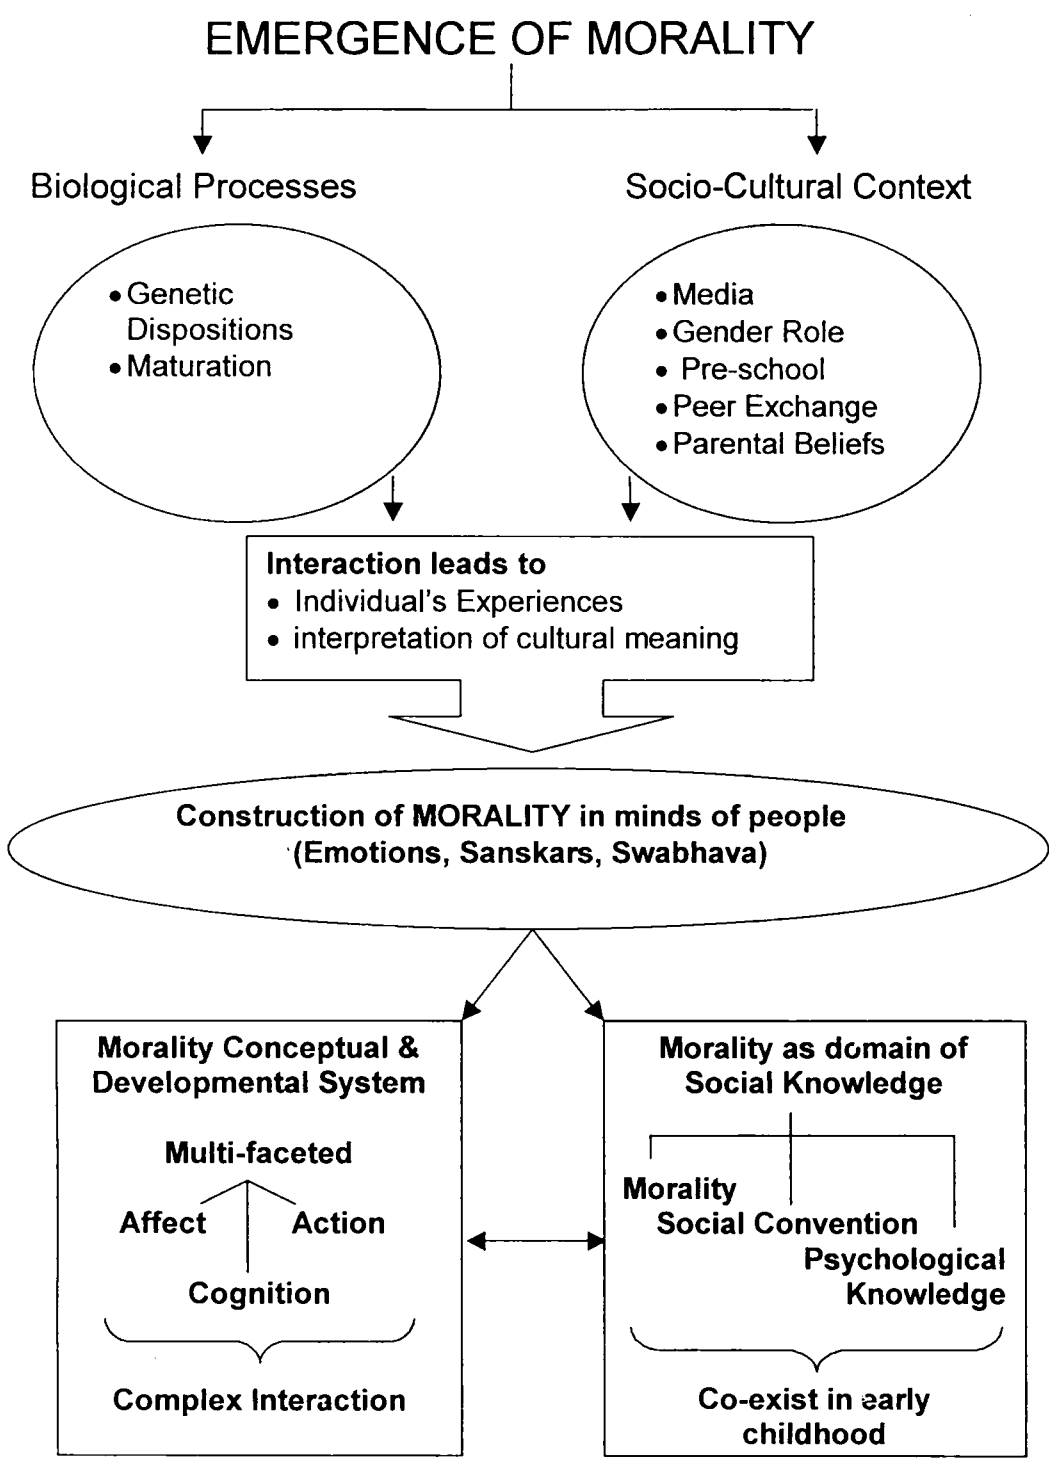 EMERGENCE OF MORALITY
Biological Processes
Socio-Cultural Context
• Genetic
Dispositions
• Maturation
• Media
• Gender Role
• Pre-school
• Peer Exchange
• Parental Beliefs
Interaction leads to
• Individual's Experiences
• interpretation of cultural meaning
Construction of MORALITY in minds of people
(Emotions, Sanskars, Swabhava)
Morality Conceptual &
Developmental System
Multi-faceted
Affect
Action
Cognition
Complex Interaction
Morality as domain of
Social Knowledge
Morality
Social Convention
Psychological
Knowledge
Co-exist in early
childhood